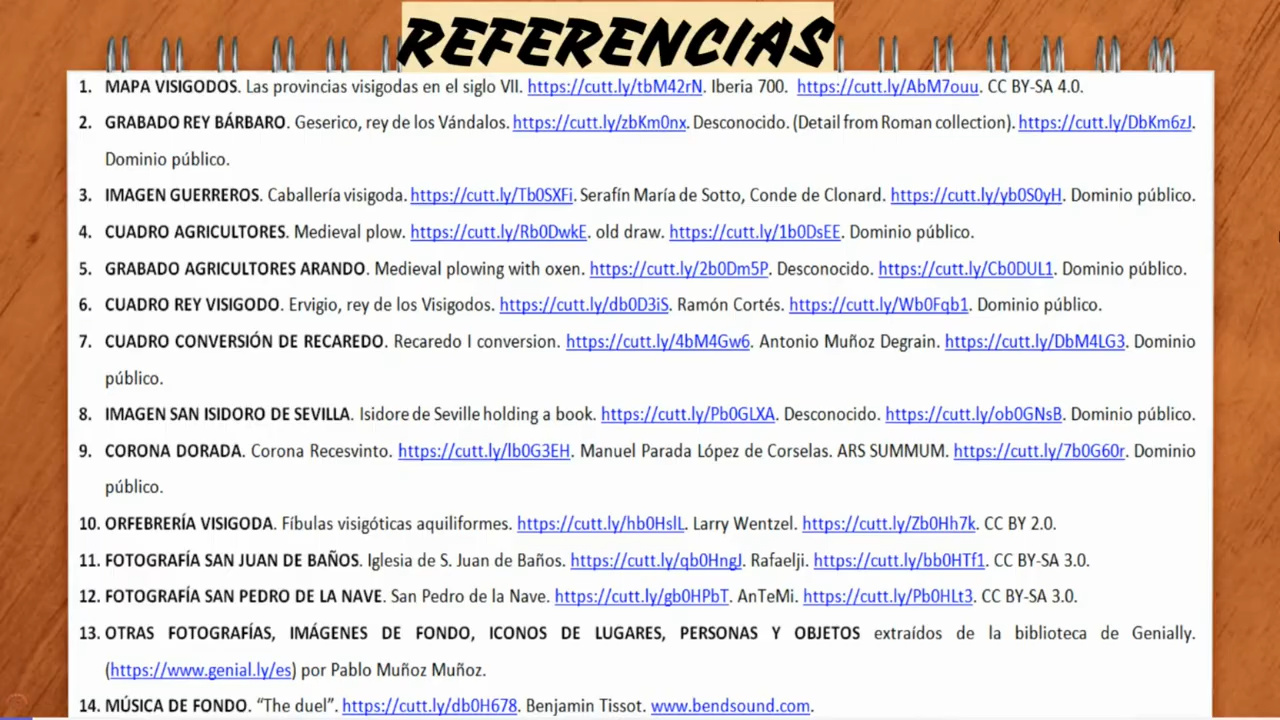 REFERENCIAS
1. MAPA VISIGODOS. Las provincias visigodas en el siglo VII. https://cutt.ly/tbM42rN. Iberia 700. https://cutt.ly/AbM7ouu. CC BY-SA 4.0.
2. GRABADO REY BÁRBARO. Geserico, rey de los Vándalos. https://cutt.ly/zbKm0nx. Desconocido. (Detail from Roman collection). https://cutt.ly/DbKm6zJ.
Dominio público.
3. IMAGEN GUERREROS. Caballería visigoda. https://cutt.ly/Tb0SXFi. Serafín María de Sotto, Conde de Clonard. https://cutt.ly/yb0S0yH. Dominio público.
4. CUADRO AGRICULTORES. Medieval plow. https://cutt.ly/Rb0DwkE. old draw. https://cutt.ly/1b0DsEE. Dominio público.
5. GRABADO AGRICULTORES ARANDO. Medieval plowing with oxen. https://cutt.ly/2b0Dm5P. Desconocido. https://cutt.ly/Cb0DUL1. Dominio público.
6. CUADRO REY VISIGODO. Ervigio, rey de los Visigodos. https://cutt.ly/db0D3iS. Ramón Cortés. https://cutt.ly/Wb0Fqb1. Dominio público.
7. CUADRO CONVERSIÓN DE RECAREDO. Recaredo I conversion. https://cutt.ly/4bM4Gw6. Antonio Muñoz Degrain. https://cutt.ly/DbM4LG3. Dominio
público.
8. IMAGEN SAN ISIDORO DE SEVILLA. Isidore de Seville holding a book. https://cutt.ly/Pb0GLXA. Desconocido. https://cutt.ly/ob0GNsB. Dominio público.
9. CORONA DORADA. Corona Recesvinto. https://cutt.ly/lb0G3EH. Manuel Parada López de Corselas. ARS SUMMUM. https://cutt.ly/7b0G60r. Dominio
público.
10. ORFEBRERÍA VISIGODA. Fíbulas visigóticas aquiliformes. https://cutt.ly/hb0HslL. Larry Wentzel. https://cutt.ly/Zb0Hh7k. CC BY 2.0.
11. FOTOGRAFÍA SAN JUAN DE BAÑOS. Iglesia de S. Juan de Baños. https://cutt.ly/qb0HngJ. Rafaelji. https://cutt.ly/bb0HTf1. CC BY-SA 3.0.
12. FOTOGRAFÍA SAN PEDRO DE LA NAVE. San Pedro de la Nave. https://cutt.ly/gb0HPbT. AnTeMi. https://cutt.ly/Pb0HLt3. CC BY-SA 3.0.
13. OTRAS FOTOGRAFÍAS, IMÁGENES DE FONDO, ICONOS DE LUGARES, PERSONAS Y OBJETOS extraídos de la biblioteca de Genially.
(https://www.genial.ly/es) por Pablo Muñoz Muñoz.
14. MÚSICA DE FONDO. “The duel”. https://cutt.ly/db0H678. Benjamin Tissot. www.bendsound.com.